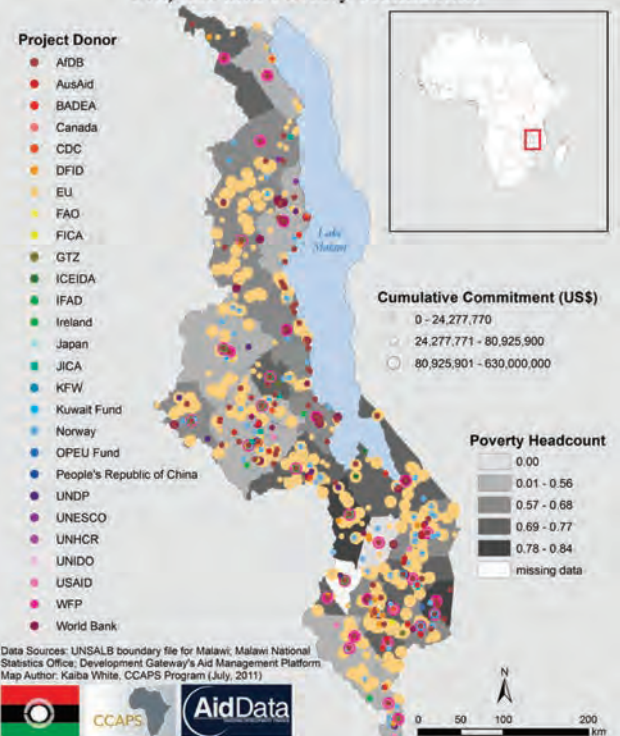 Project Donor
AfDB
AusAid
BADEA
Canada
CDC
DFID
EU
FAO
FICA
GTZ
ICEIDA
IFAD
Ireland
Japan
JICA
KFW
Kuwait Fund
Norway
OPEU Fund
People's Republic of China
UNDP
UNESCO
UNHCR
UNIDO
USAID
WFP
World Bank
Lake
Malawi
Cumulative Commitment (US$)
0 - 24,277,770
24,277,771 - 80,925,900
80,925,901 - 630,000,000
Poverty Headcount
0.00
0.01 - 0.56
0.57 - 0.68
0.69 - 0.77
0.78 - 0.84
missing data
Data Sources: UNSALB boundary file for Malawi; Malawi National
Statistics Office; Development Gateway's Aid Management Platform
Map Author: Kaiba White, CCAPS Program (July, 2011)
CCAPS
AidData
N
0 50 100 200
km